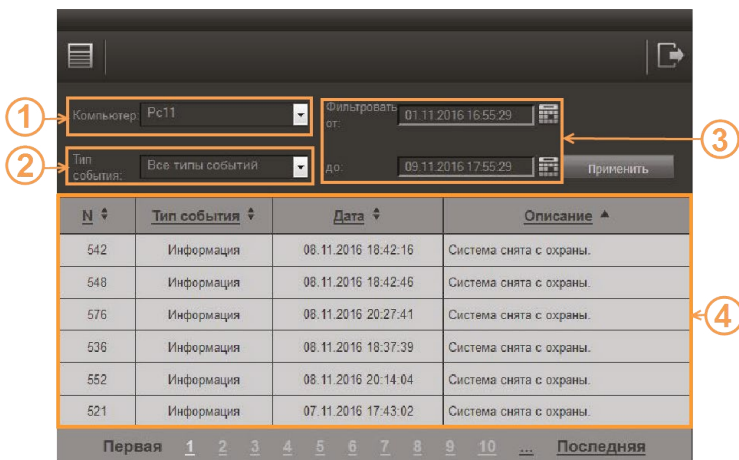 1 Компьютер: Pc11 Фильтровать от: 01.11.2016 16:55:29 3
2 Тип события: Все типы событий до: 09.11.2016 17:55:29 Применить
N Тип события Дата Описание
542 Информация 08.11.2016 18:42:16 Система снята с охраны.
548 Информация 08.11.2016 18:42:46 Система снята с охраны.
576 Информация 08.11.2016 20:27:41 Система снята с охраны. 4
536 Информация 08.11.2016 18:37:39 Система снята с охраны.
552 Информация 08.11.2016 20:14:04 Система снята с охраны.
521 Информация 07.11.2016 17:43:02 Система снята с охраны.
Первая 1 2 3 4 5 6 7 8 9 10 ... Последняя